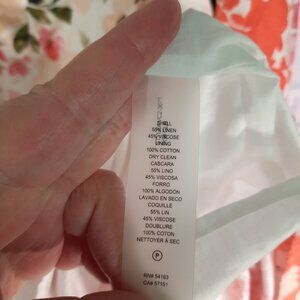 SHELL
55% LINEN
45% VISCOSE
LINING
100% COTTON
DRY CLEAN
CASCARA
55% LINO
45% VISCOSA
FORRO
100% ALGODÓN
LAVADO EN SECO
COQUILLE
55% LIN
45% VISCOSE
DOUBLURE
100% COTON
NETTOYER À SEC
P
RN# 54163
CA# 57151